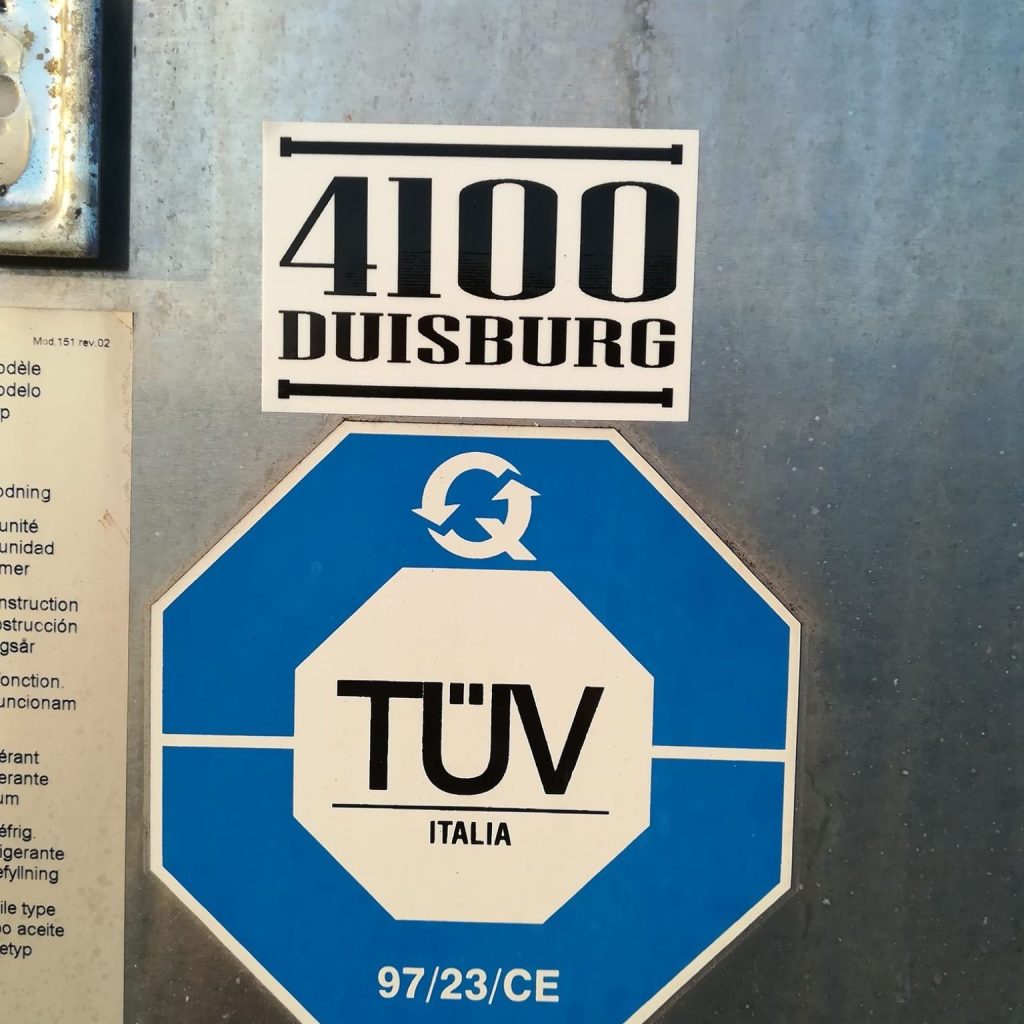 4100
DUISBURG
Mod.151 rev.02
odèle
odelo
p
odning
unité
unidad
mer
nstruction
ostrucción
gsår
fonction.
uncionam
érant
erante
um
éfrig.
igerante
efyllning
ile type
po aceite
etyp
TÜV
ITALIA
97/23/CE